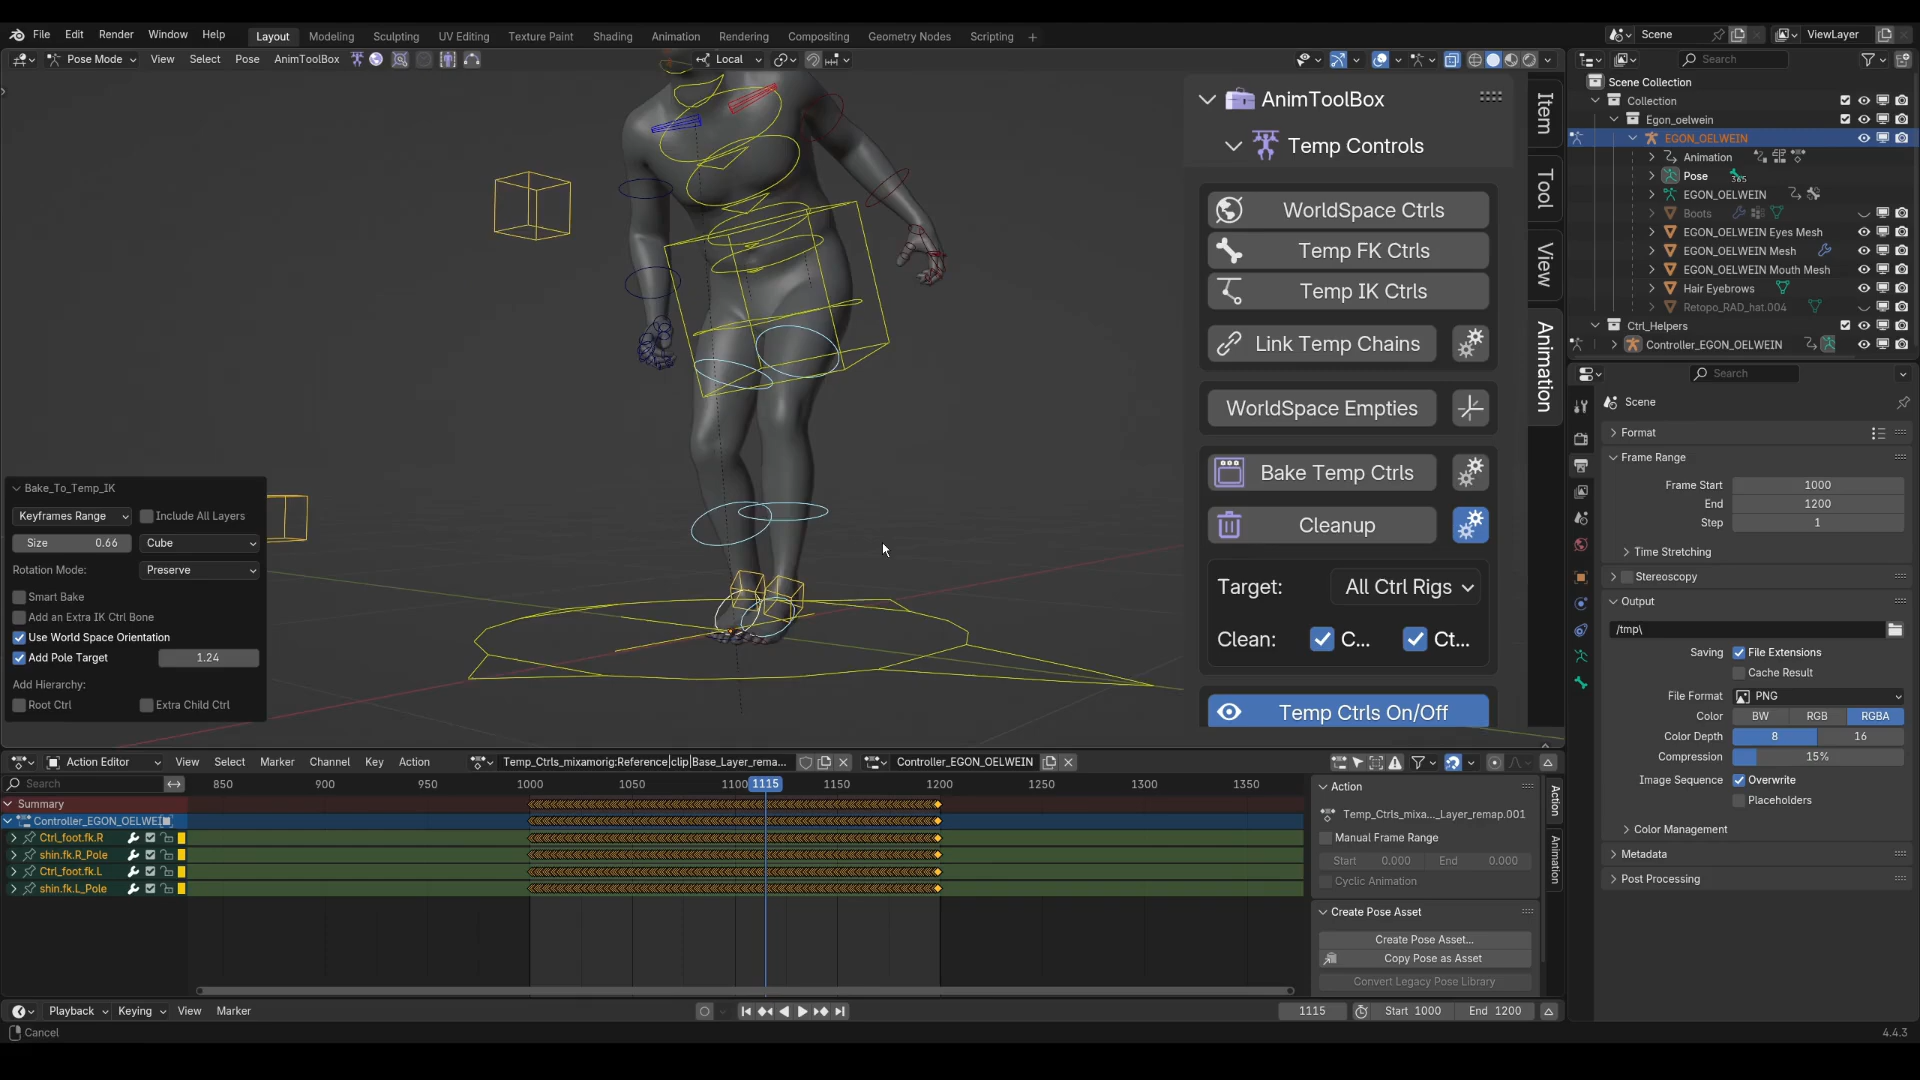 File Edit Render Window Help Layout Modeling Sculpting UV Editing Texture Paint Shading Animation Rendering Compositing Geometry Nodes Scripting + Scene ViewLayer
Pose Mode View Select Pose AnimToolBox Local Search
Scene Collection
Collection
Egon_oelwein
EGON_OELWEIN
Animation
Pose 365
EGON_OELWEIN
Boots
EGON_OELWEIN Eyes Mesh
EGON_OELWEIN Mesh
EGON_OELWEIN Mouth Mesh
Hair Eyebrows
Retopo_RAD_hat.004
Ctrl_Helpers
Controller_EGON_OELWEIN
AnimToolBox
Temp Controls
WorldSpace Ctrls
Temp FK Ctrls
Temp IK Ctrls
Link Temp Chains
WorldSpace Empties
Bake Temp Ctrls
Cleanup
Target: All Ctrl Rigs
Clean: C... Ct...
Temp Ctrls On/Off
Item
Tool
View
Animation
Bake_To_Temp_IK
Keyframes Range Include All Layers
Size 0.66 Cube
Rotation Mode: Preserve
Smart Bake
Add an Extra IK Ctrl Bone
Use World Space Orientation
Add Pole Target 1.24
Add Hierarchy:
Root Ctrl Extra Child Ctrl
Search
Scene
Format
Frame Range
Frame Start 1000
End 1200
Step 1
Time Stretching
Stereoscopy
Output
/tmp\
Saving File Extensions
Cache Result
File Format PNG
Color BW RGB RGBA
Color Depth 8 16
Compression 15%
Image Sequence Overwrite
Placeholders
Color Management
Metadata
Post Processing
Action Editor View Select Marker Channel Key Action Temp_Ctrls_mixamorig:Reference|clip|Base_Layer_rema... Controller_EGON_OELWEIN
Search 850 900 950 1000 1050 1100 1115 1150 1200 1250 1300 1350
Summary
Controller_EGON_OELWEI
Ctrl_foot.fk.R
shin.fk.R_Pole
Ctrl_foot.fk.L
shin.fk.L_Pole
Action
Temp_Ctrls_mixa..._Layer_remap.001
Manual Frame Range
Start 0.000 End 0.000
Cyclic Animation
Create Pose Asset
Create Pose Asset...
Copy Pose as Asset
Convert Legacy Pose Library
Action
Animation
Playback Keying View Marker 1115 Start 1000 End 1200
Cancel 4.4.3